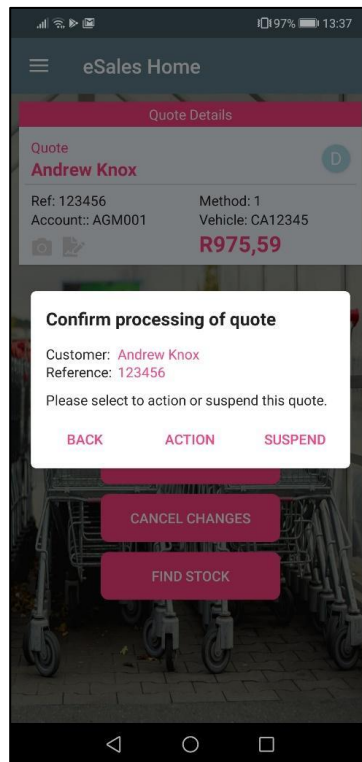 97% 13:37
eSales Home
Quote Details
Quote
Andrew Knox
D
Ref: 123456 Method: 1
Account:: AGM001 Vehicle: CA12345
R975,59
Confirm processing of quote
Customer: Andrew Knox
Reference: 123456
Please select to action or suspend this quote.
BACK ACTION SUSPEND
CANCEL CHANGES
FIND STOCK